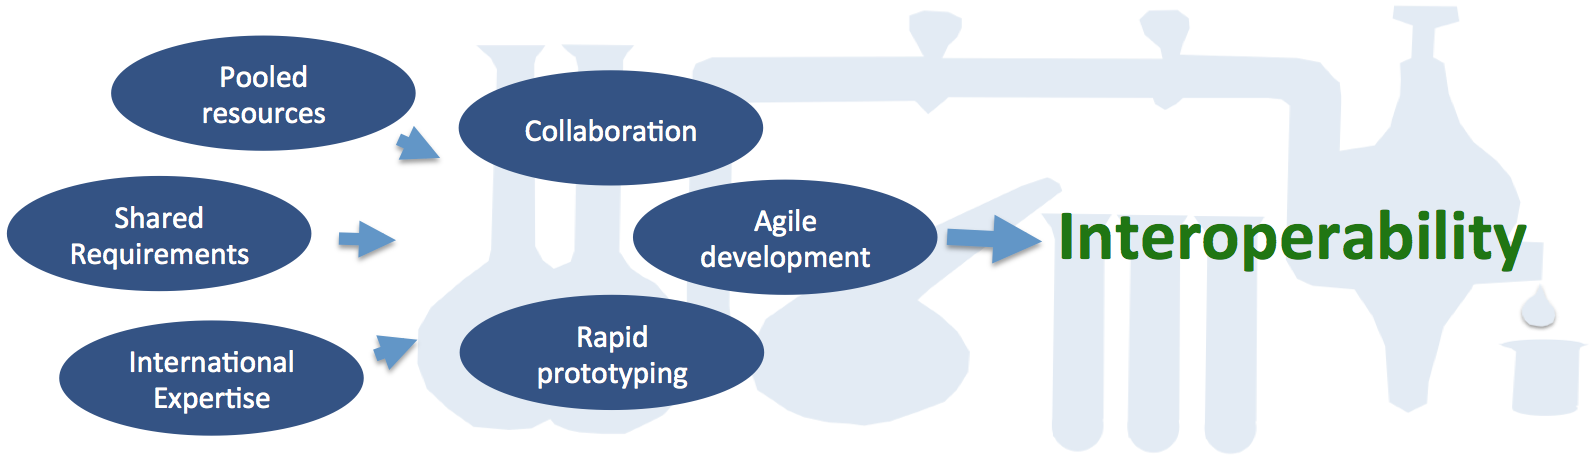 Pooled
resources
Shared
Requirements
International
Expertise
Collaboration
Agile
development
Rapid
prototyping
Interoperability